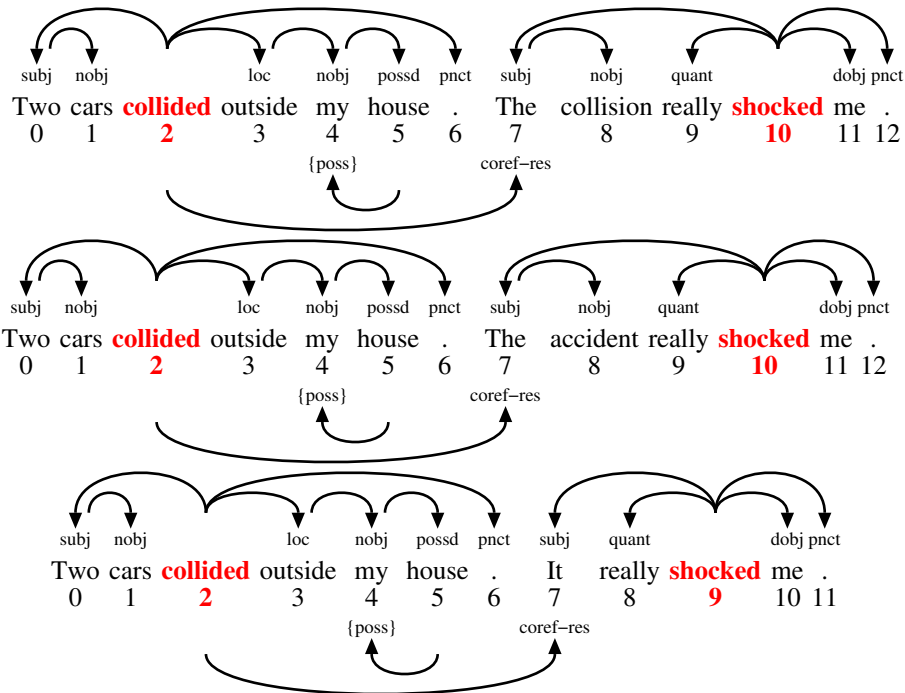 subj nobj loc nobj possd pnct subj nobj quant dobj pnct
Two cars collided outside my house . The collision really shocked me .
0 1 2 3 4 5 6 7 8 9 10 11 12
{poss} coref−res
subj nobj loc nobj possd pnct subj nobj quant dobj pnct
Two cars collided outside my house . The accident really shocked me .
0 1 2 3 4 5 6 7 8 9 10 11 12
{poss} coref−res
subj nobj loc nobj possd pnct subj quant dobj pnct
Two cars collided outside my house . It really shocked me .
0 1 2 3 4 5 6 7 8 9 10 11
{poss} coref−res